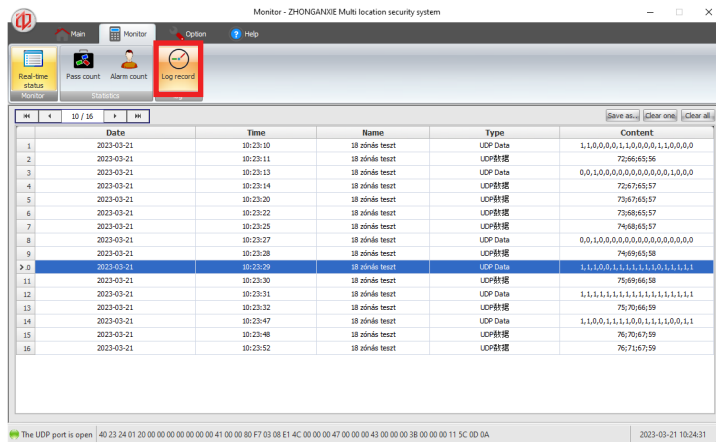 Monitor - ZHONGANXIE Multi location security system
Main Monitor Option Help
Real-time status Pass count Alarm count Log record
Monitor Statistics
10 / 16 Save as... Clear one Clear all
Date Time Name Type Content
1 2023-03-21 10:23:10 18 zónás teszt UDP Data 1,1,0,0,0,0,1,1,0,0,0,0,1,1,0,0,0,0
2 2023-03-21 10:23:11 18 zónás teszt UDP数据 72;66;65;56
3 2023-03-21 10:23:13 18 zónás teszt UDP Data 0,0,1,0,0,0,0,0,0,0,0,0,0,0,1,0,0,0
4 2023-03-21 10:23:14 18 zónás teszt UDP数据 72;67;65;57
5 2023-03-21 10:23:20 18 zónás teszt UDP数据 73;67;65;57
6 2023-03-21 10:23:22 18 zónás teszt UDP数据 73;68;65;57
7 2023-03-21 10:23:25 18 zónás teszt UDP数据 74;68;65;57
8 2023-03-21 10:23:27 18 zónás teszt UDP Data 0,0,1,0,0,0,0,0,0,0,0,0,0,0,0,0,0,0
9 2023-03-21 10:23:28 18 zónás teszt UDP数据 74;69;65;58
.0 2023-03-21 10:23:29 18 zónás teszt UDP Data 1,1,1,0,0,1,1,1,1,1,1,1,0,1,1,1,1,1
11 2023-03-21 10:23:30 18 zónás teszt UDP数据 75;69;66;58
12 2023-03-21 10:23:31 18 zónás teszt UDP Data 1,1,1,1,1,1,1,1,1,1,1,1,1,1,1,1,1,1
13 2023-03-21 10:23:32 18 zónás teszt UDP数据 75;70;66;59
14 2023-03-21 10:23:47 18 zónás teszt UDP Data 1,1,0,0,1,1,1,1,0,0,1,1,1,1,0,0,1,1
15 2023-03-21 10:23:48 18 zónás teszt UDP数据 76;70;67;59
16 2023-03-21 10:23:52 18 zónás teszt UDP数据 76;71;67;59
The UDP port is open 40 23 24 01 20 00 00 00 00 00 00 00 41 00 00 80 F7 03 08 E1 4C 00 00 00 47 00 00 00 43 00 00 00 3B 00 00 00 11 5C 0D 0A 2023-03-21 10:24:31